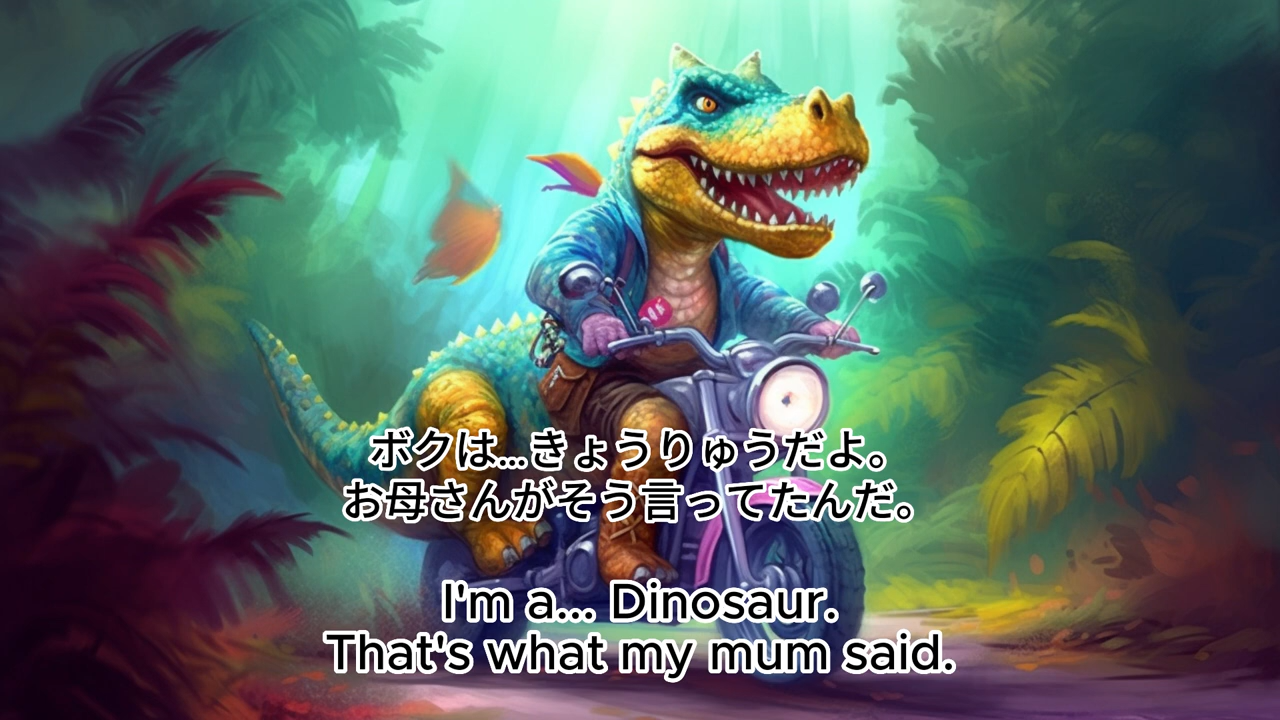 ボクは...きょうりゅうだよ。
お母さんがそう言ってたんだ。
I'm a... Dinosaur.
That's what my mum said.